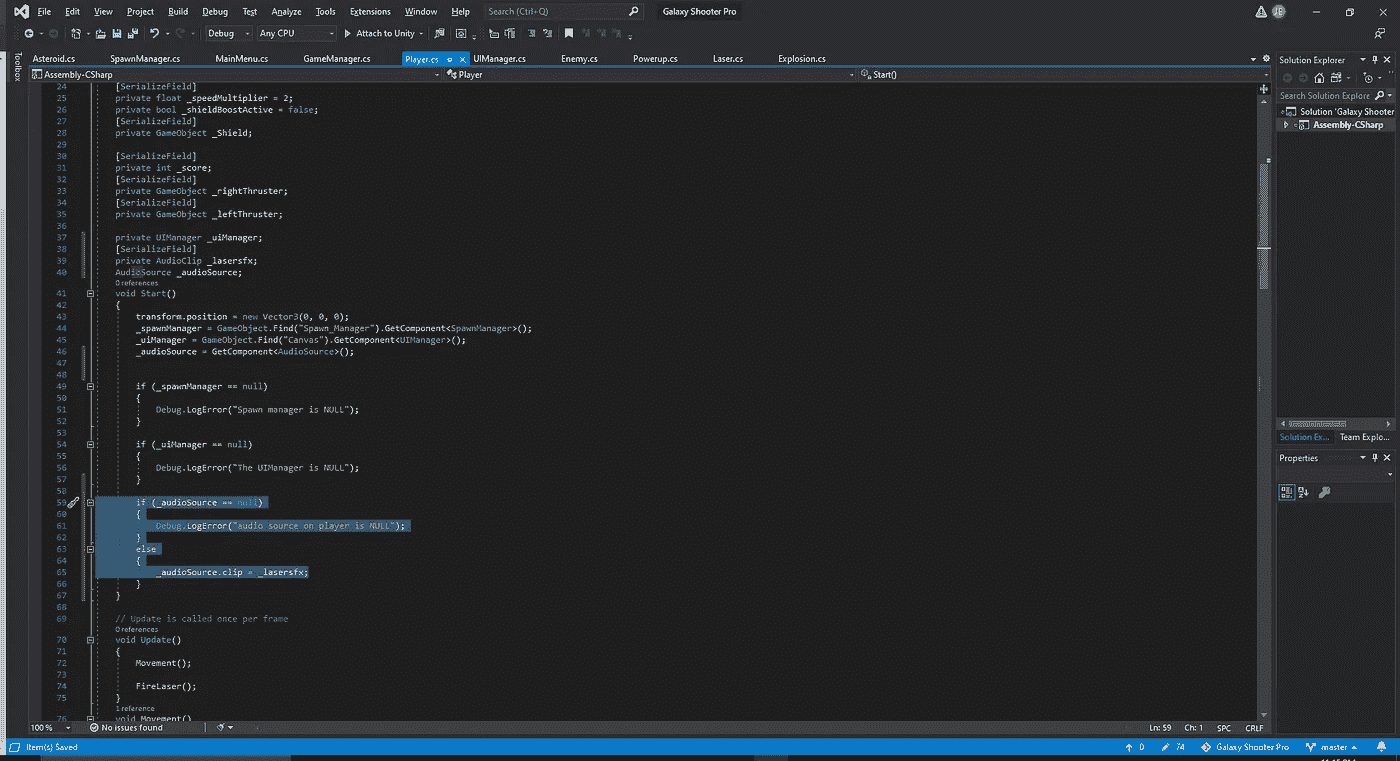 File Edit View Project Build Debug Test Analyze Tools Extensions Window Help Search (Ctrl+Q) Galaxy Shooter Pro JE
Debug Any CPU Attach to Unity
Toolbox
Asteroid.cs SpawnManager.cs MainMenu.cs GameManager.cs Player.cs UIManager.cs Enemy.cs Powerup.cs Laser.cs Explosion.cs
Assembly-CSharp Player Start()
24 [SerializeField]
25 private float _speedMultiplier = 2;
26 private bool _shieldBoostActive = false;
27 [SerializeField]
28 private GameObject _Shield;
29
30 [SerializeField]
31 private int _score;
32 [SerializeField]
33 private GameObject _rightThruster;
34 [SerializeField]
35 private GameObject _leftThruster;
36
37 private UIManager _uiManager;
38 [SerializeField]
39 private AudioClip _lasersfx;
40 AudioSource _audioSource;
0 references
41 void Start()
42 {
43 transform.position = new Vector3(0, 0, 0);
44 _spawnManager = GameObject.Find("Spawn_Manager").GetComponent<SpawnManager>();
45 _uiManager = GameObject.Find("Canvas").GetComponent<UIManager>();
46 _audioSource = GetComponent<AudioSource>();
47
48
49 if (_spawnManager == null)
50 {
51 Debug.LogError("Spawn manager is NULL");
52 }
53
54 if (_uiManager == null)
55 {
56 Debug.LogError("The UIManager is NULL");
57 }
58
59 if (_audioSource == null)
60 {
61 Debug.LogError("audio source on player is NULL");
62 }
63 else
64 {
65 _audioSource.clip = _lasersfx;
66 }
67 }
68
69 // Update is called once per frame
0 references
70 void Update()
71 {
72 Movement();
73
74 FireLaser();
75 }
1 reference
76 void Movement()
100 % No issues found Ln: 59 Ch: 1 SPC CRLF
Solution Explorer
Search Solution Explore
Solution 'Galaxy Shooter
Assembly-CSharp
Solution Ex... Team Explo...
Properties
Item(s) Saved 0 74 Galaxy Shooter Pro master